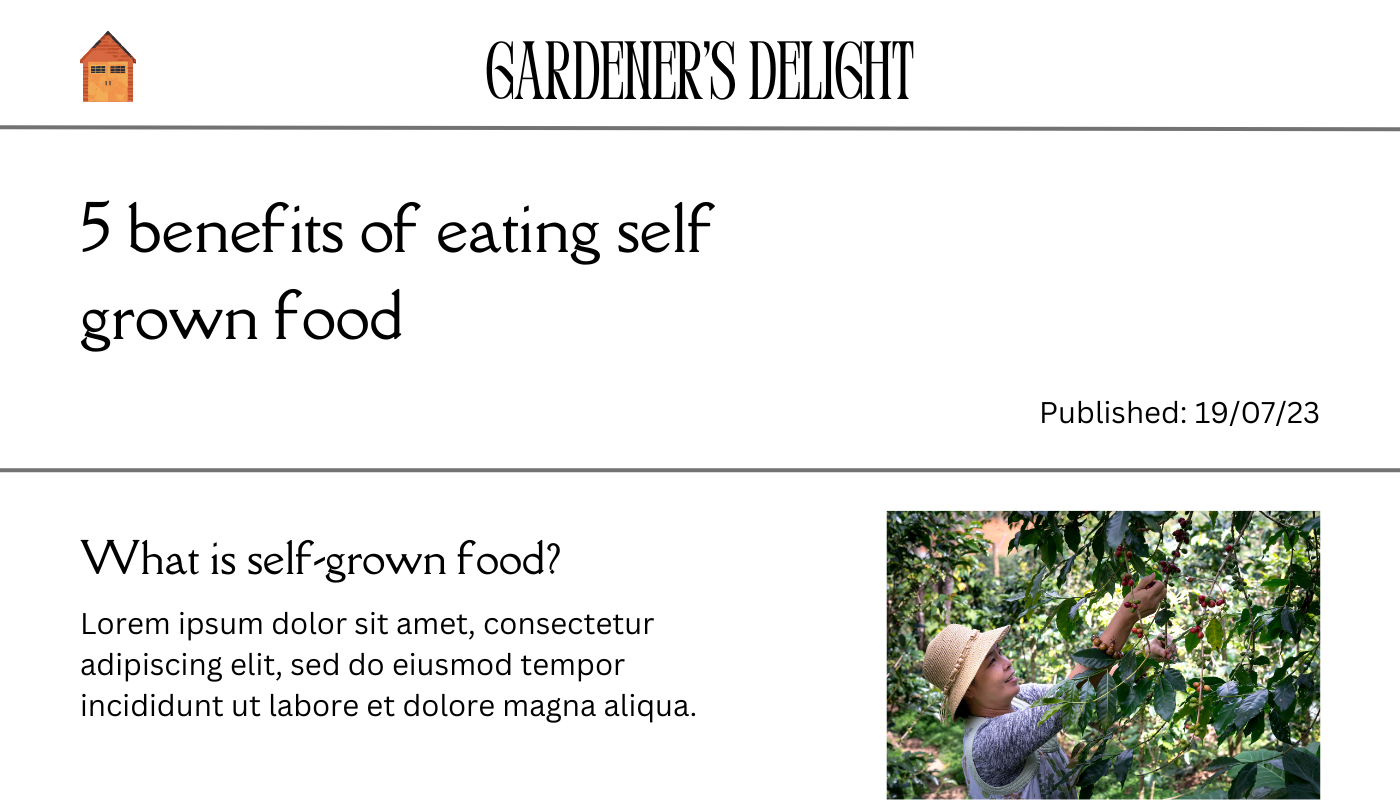 GARDENER'S DELIGHT
5 benefits of eating self
grown food
Published: 19/07/23
What is self-grown food?
Lorem ipsum dolor sit amet, consectetur
adipiscing elit, sed do eiusmod tempor
incididunt ut labore et dolore magna aliqua.